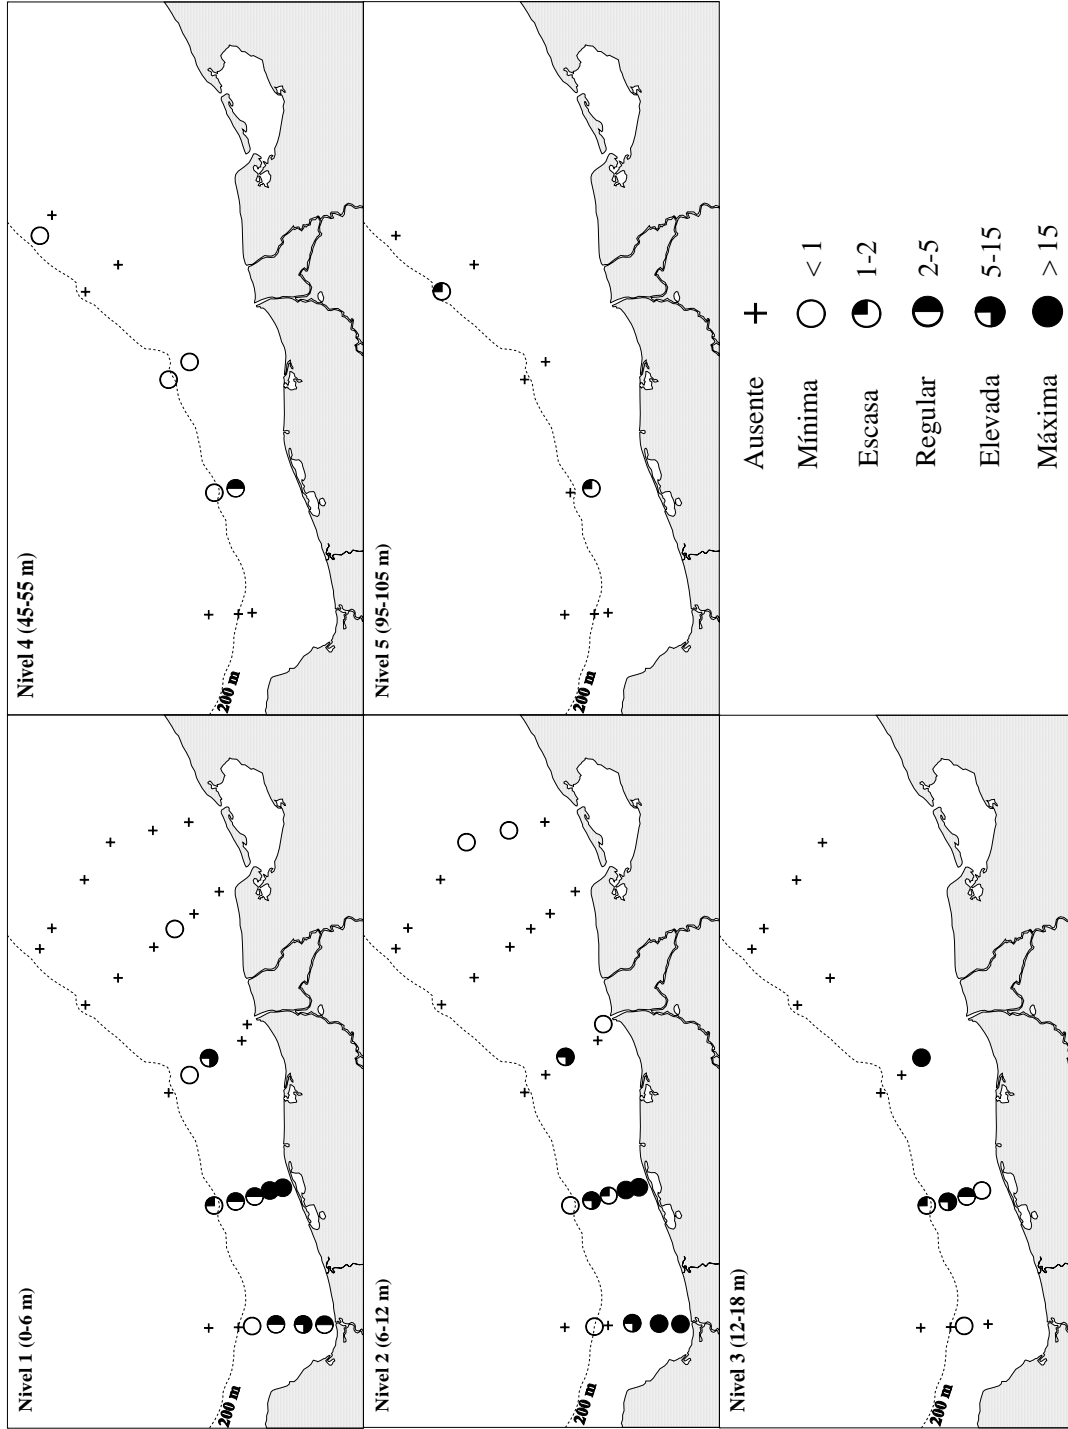 Nivel 1 (0-6 m)
200 m
Nivel 2 (6-12 m)
200 m
Nivel 3 (12-18 m)
200 m
Nivel 4 (45-55 m)
200 m
Nivel 5 (95-105 m)
200 m
Ausente +
Mínima < 1
Escasa 1-2
Regular 2-5
Elevada 5-15
Máxima > 15